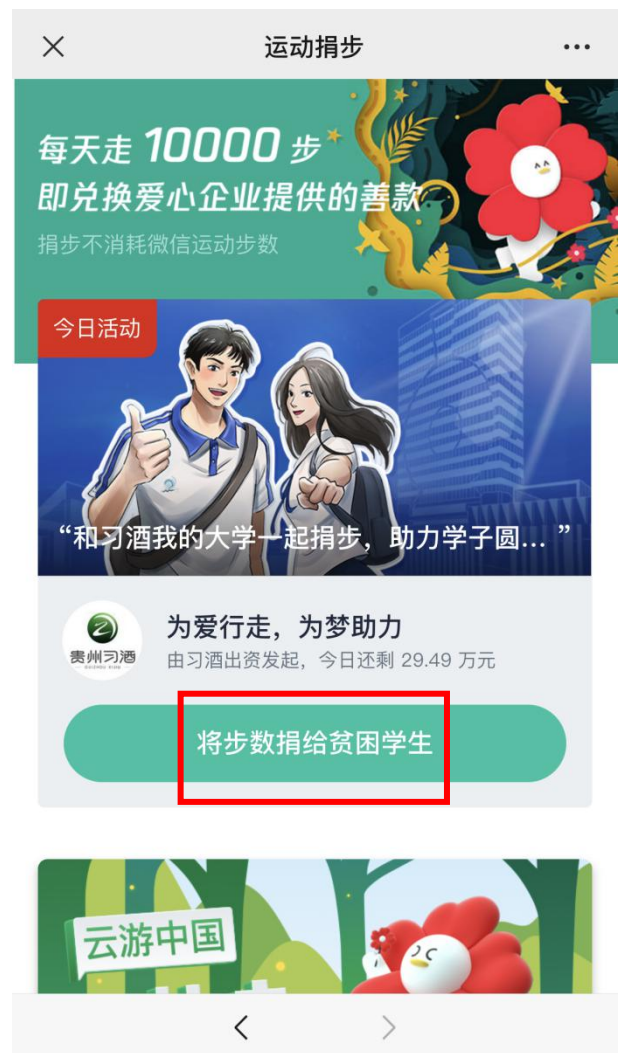 运动捐步
每天走 10000 步
即兑换爱心企业提供的善款
捐步不消耗微信运动步数
今日活动
“和习酒我的大学一起捐步，助力学子圆... ”
贵州习酒
为爱行走，为梦助力
由习酒出资发起，今日还剩 29.49 万元
将步数捐给贫困学生
云游中国